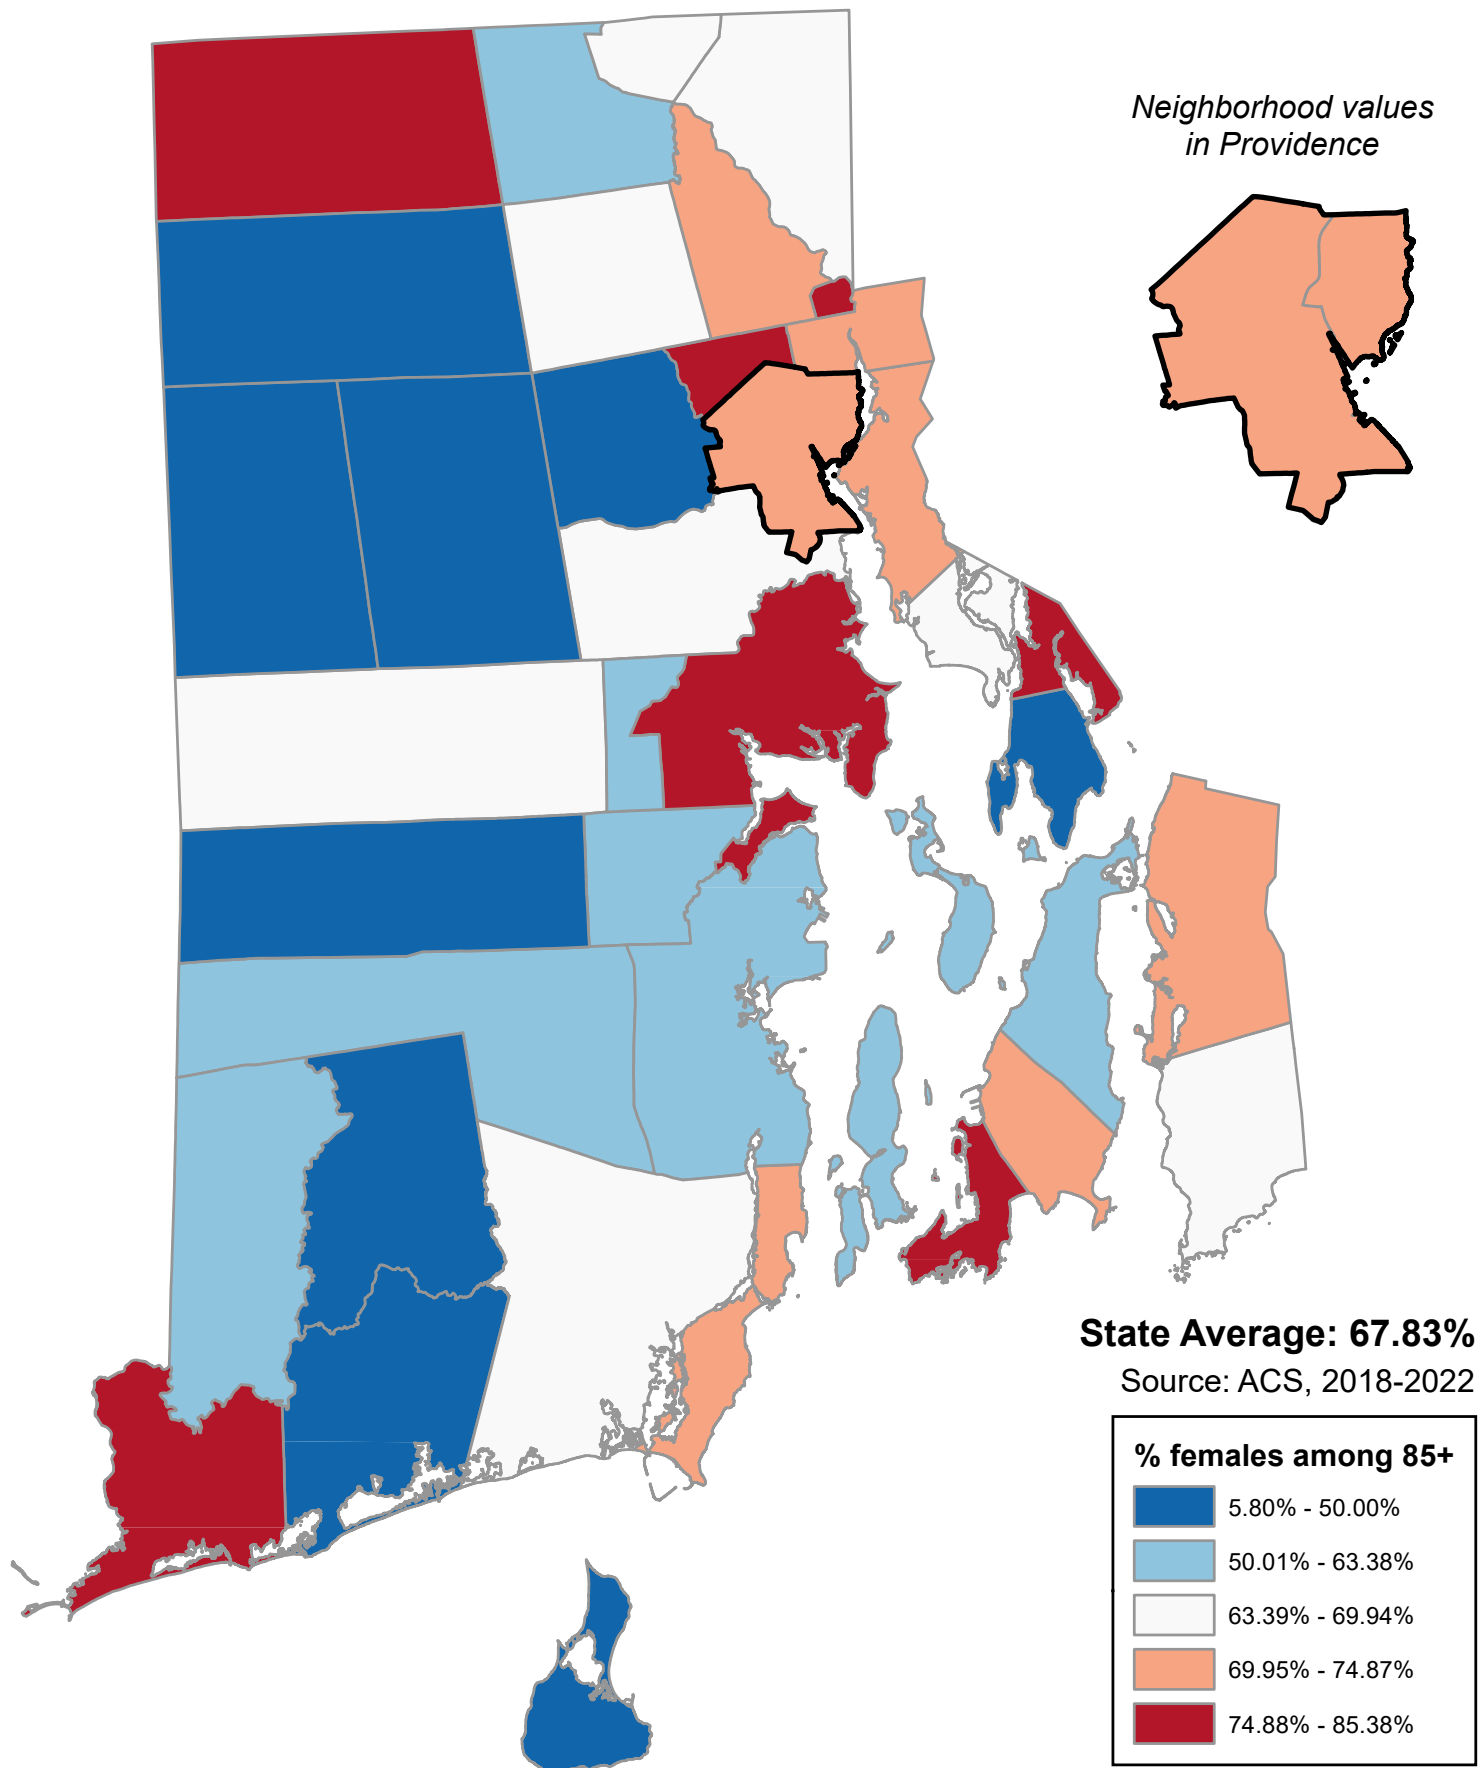 Neighborhood values
in Providence
State Average: 67.83%
Source: ACS, 2018-2022
% females among 85+
5.80% - 50.00%
50.01% - 63.38%
63.39% - 69.94%
69.95% - 74.87%
74.88% - 85.38%